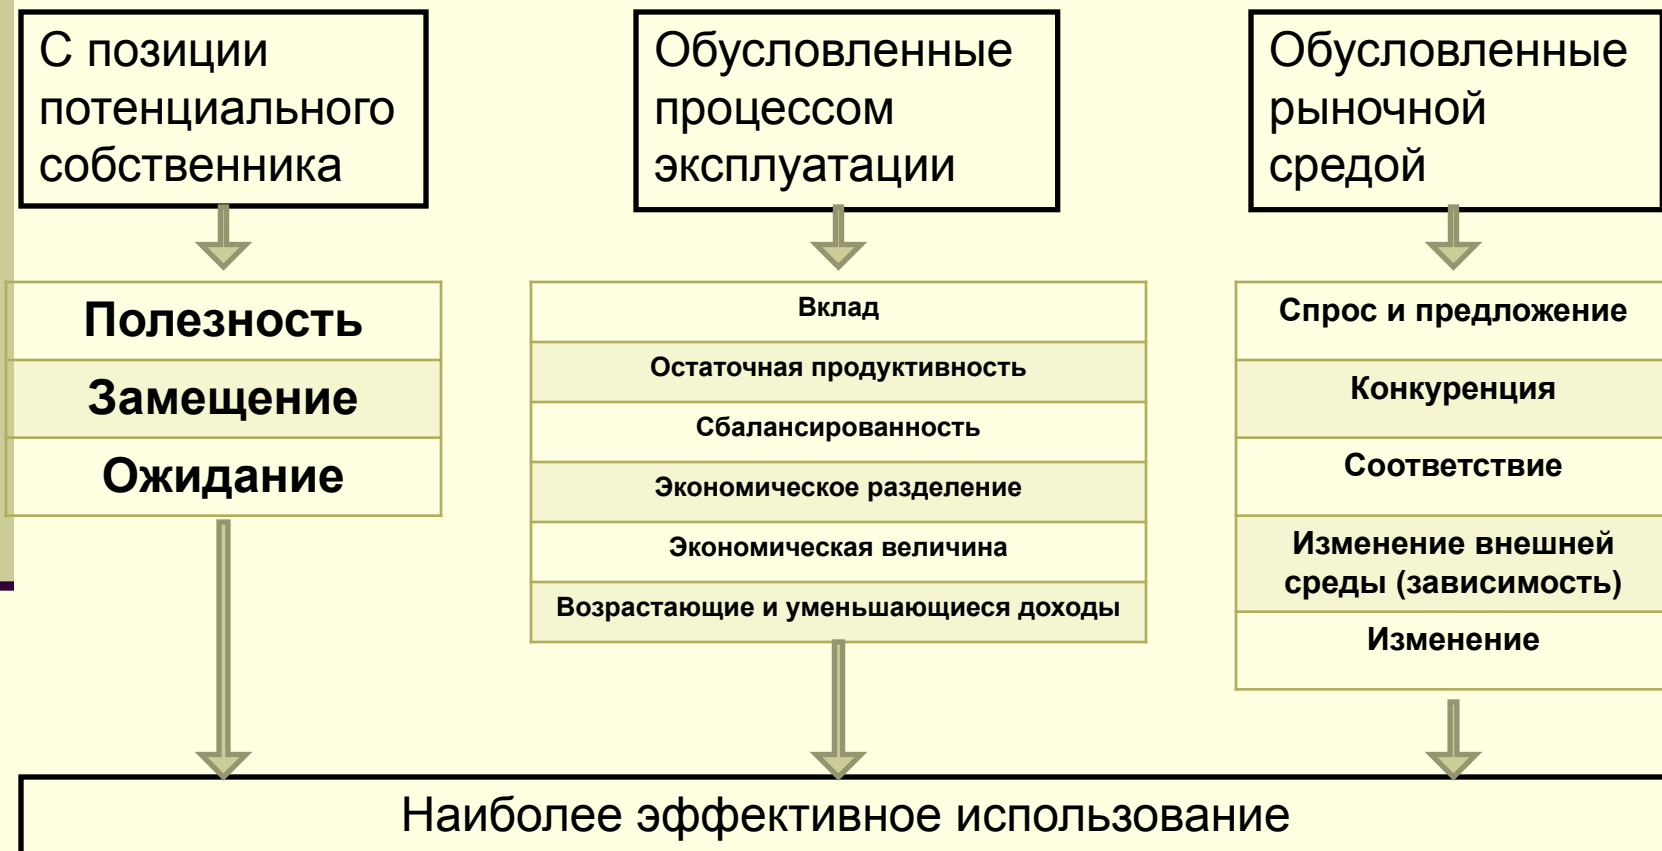 С позиции
потенциального
собственника
Полезность
Замещение
Ожидание
Обусловленные
процессом
эксплуатации
Вклад
Остаточная продуктивность
Сбалансированность
Экономическое разделение
Экономическая величина
Возрастающие и уменьшающиеся доходы
Обусловленные
рыночной
средой
Спрос и предложение
Конкуренция
Соответствие
Изменение внешней
среды (зависимость)
Изменение
Наиболее эффективное использование